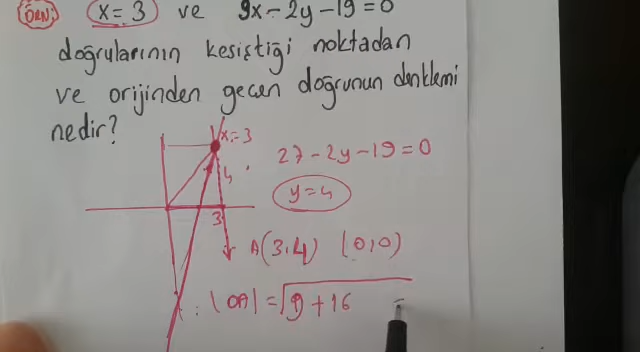 ÖRN: x=3 ve 9x-2y-19=0
doğrularının kesiştiği noktadan
ve orijinden geçen doğrunun denklemi
nedir?
x=3
27-2y-19=0
4
y=4
3
A(3,4) (0,0)
|OA|=√9+16 =